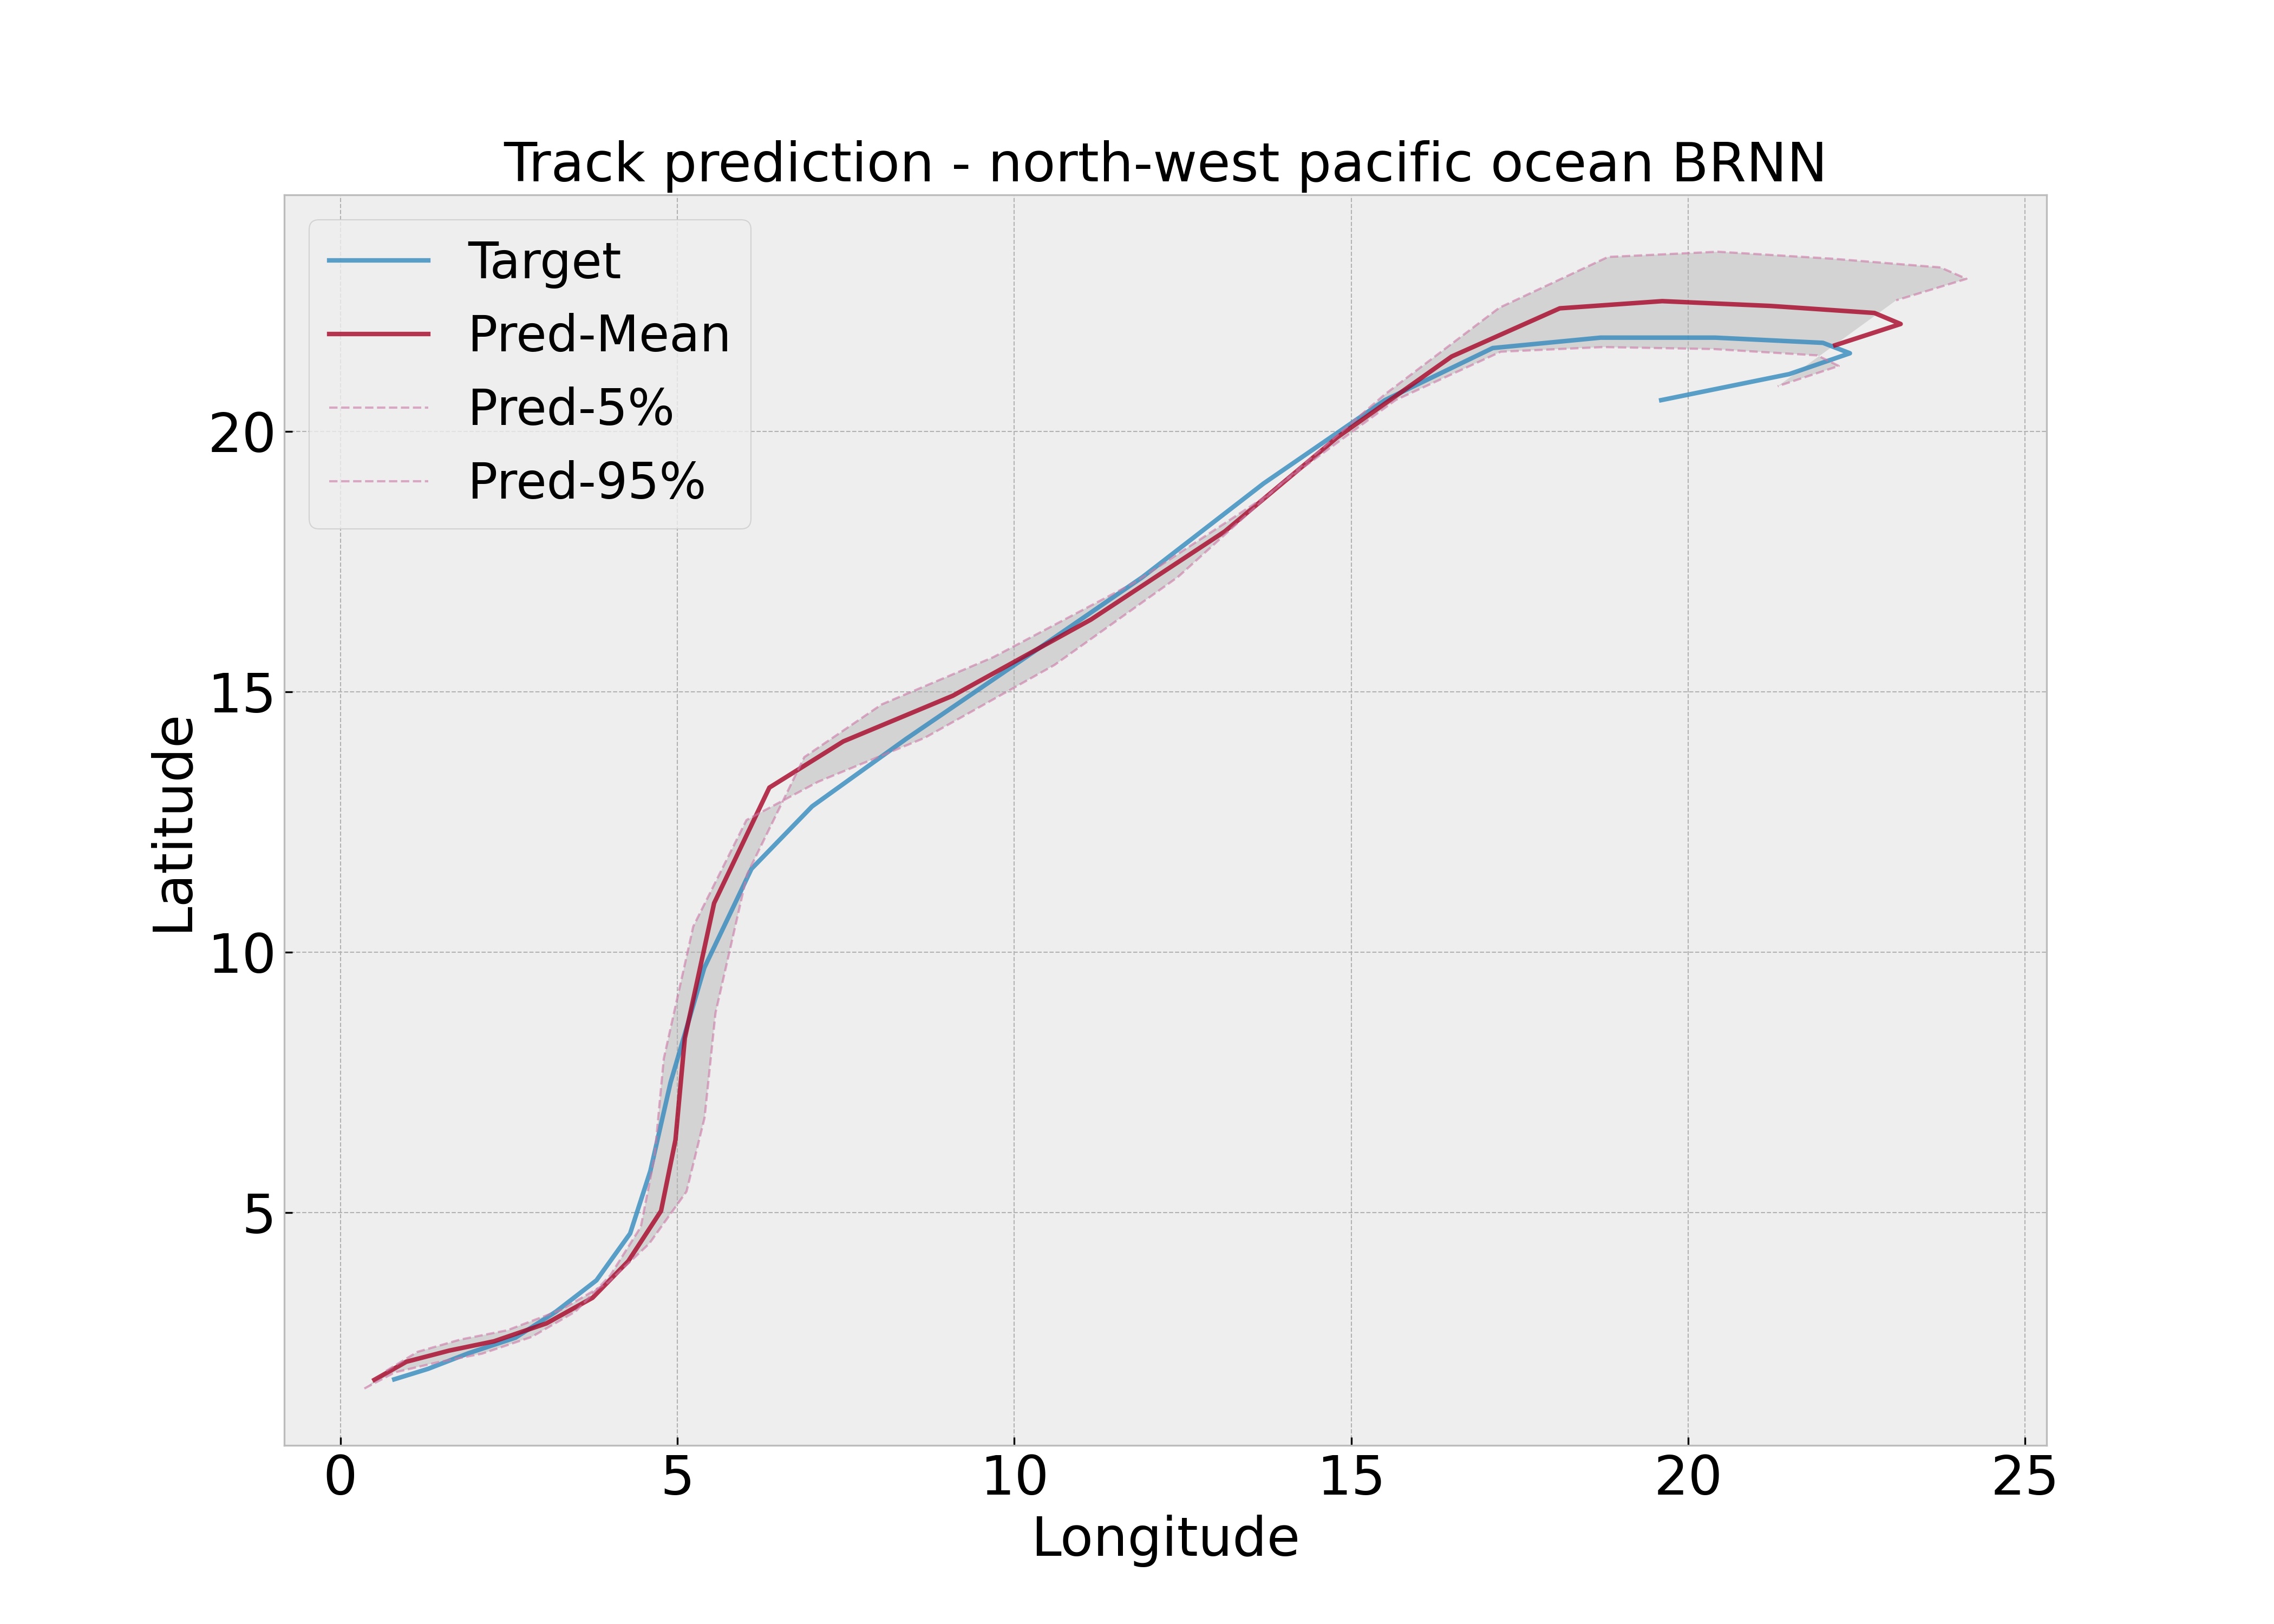 Track prediction - north-west pacific ocean BRNN
Target
Pred-Mean
Pred-5%
Pred-95%
Latitude
20
15
10
5
0
5
10
15
20
25
Longitude